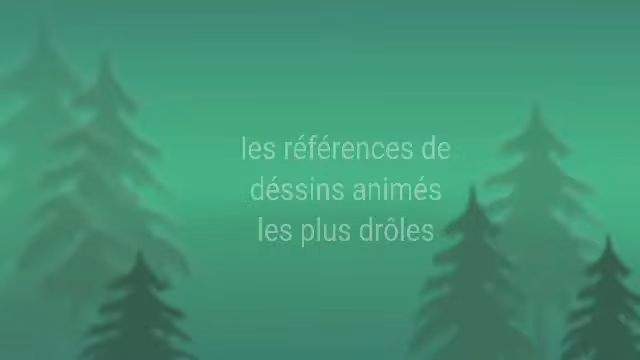 les références de
déssins animés
les plus drôles